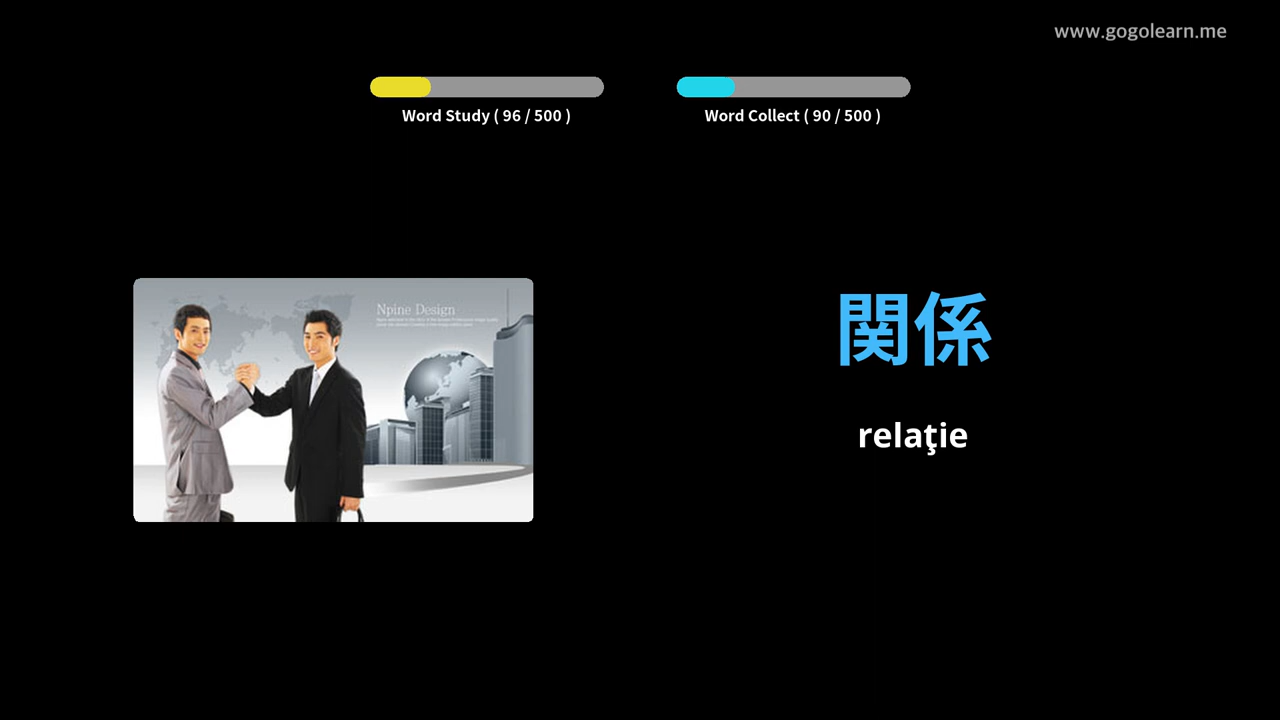 www.gogolearn.me
Word Study ( 96 / 500 )
Word Collect ( 90 / 500 )
Npine Design
関係
relaţie